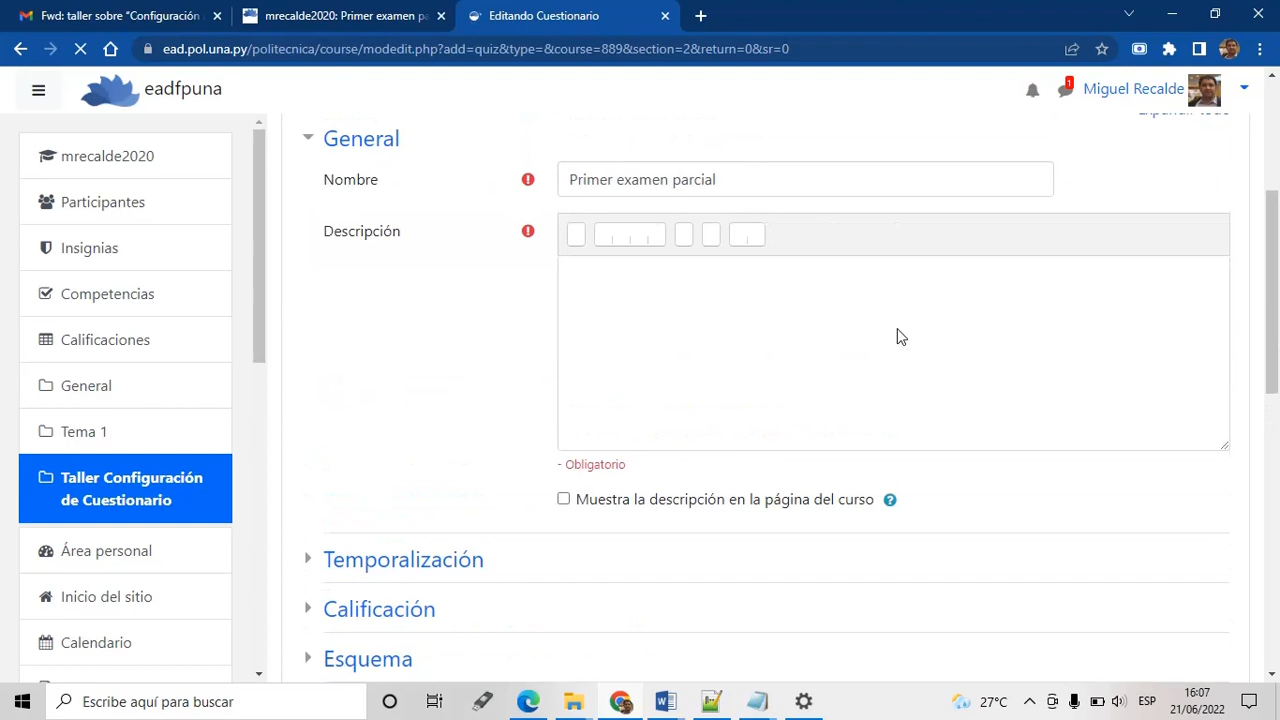 Fwd: taller sobre "Configuración
mrecalde2020: Primer examen pa
Editando Cuestionario
ead.pol.una.py/politecnica/course/modedit.php?add=quiz&type=&course=889&section=2&return=0&sr=0
eadfpuna
1
Miguel Recalde
mrecalde2020
Participantes
Insignias
Competencias
Calificaciones
General
Tema 1
Taller Configuración
de Cuestionario
Área personal
Inicio del sitio
Calendario
Expandir todo
General
Nombre
Primer examen parcial
Descripción
- Obligatorio
Muestra la descripción en la página del curso
Temporalización
Calificación
Esquema
Escribe aquí para buscar
27°C
ESP
16:07
21/06/2022